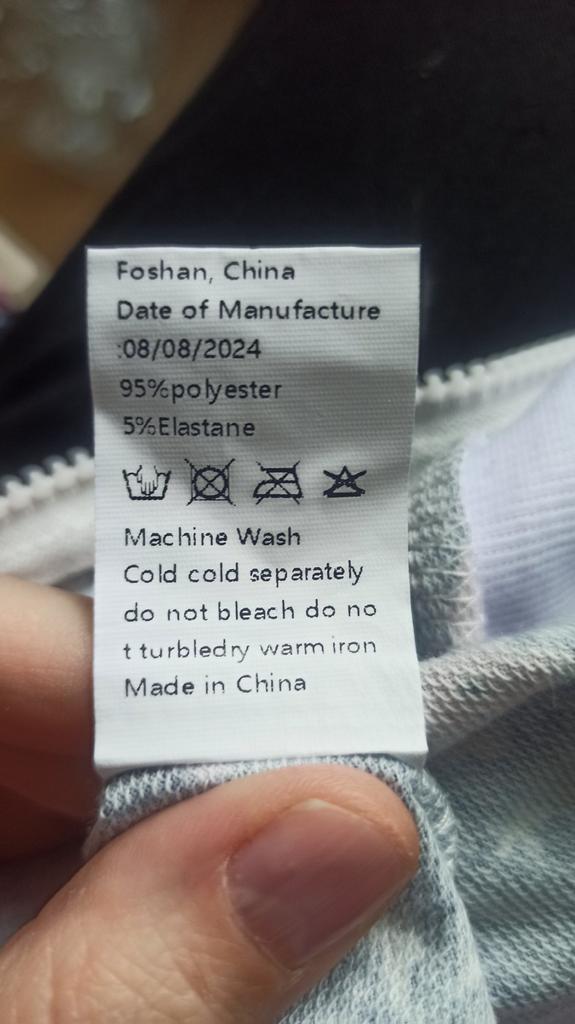 Foshan, China
Date of Manufacture
:08/08/2024
95%polyester
5%Elastane
Machine Wash
Cold cold separately
do not bleach do no
t turbledry warm iron
Made in China